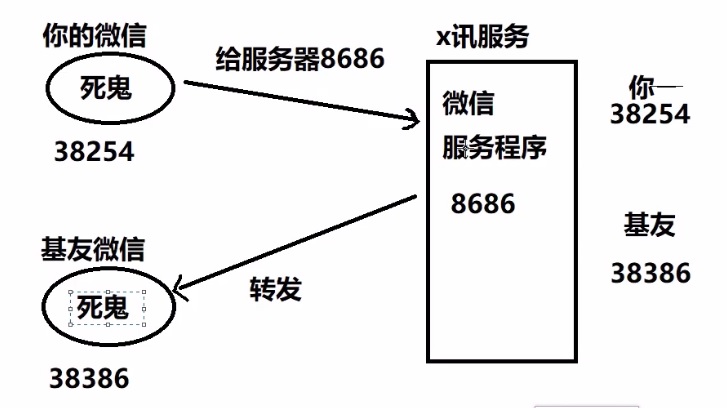 你的微信
死鬼
38254
给服务器8686
x讯服务
微信
服务程序
8686
你一
38254
基友
38386
基友微信
死鬼
38386
转发